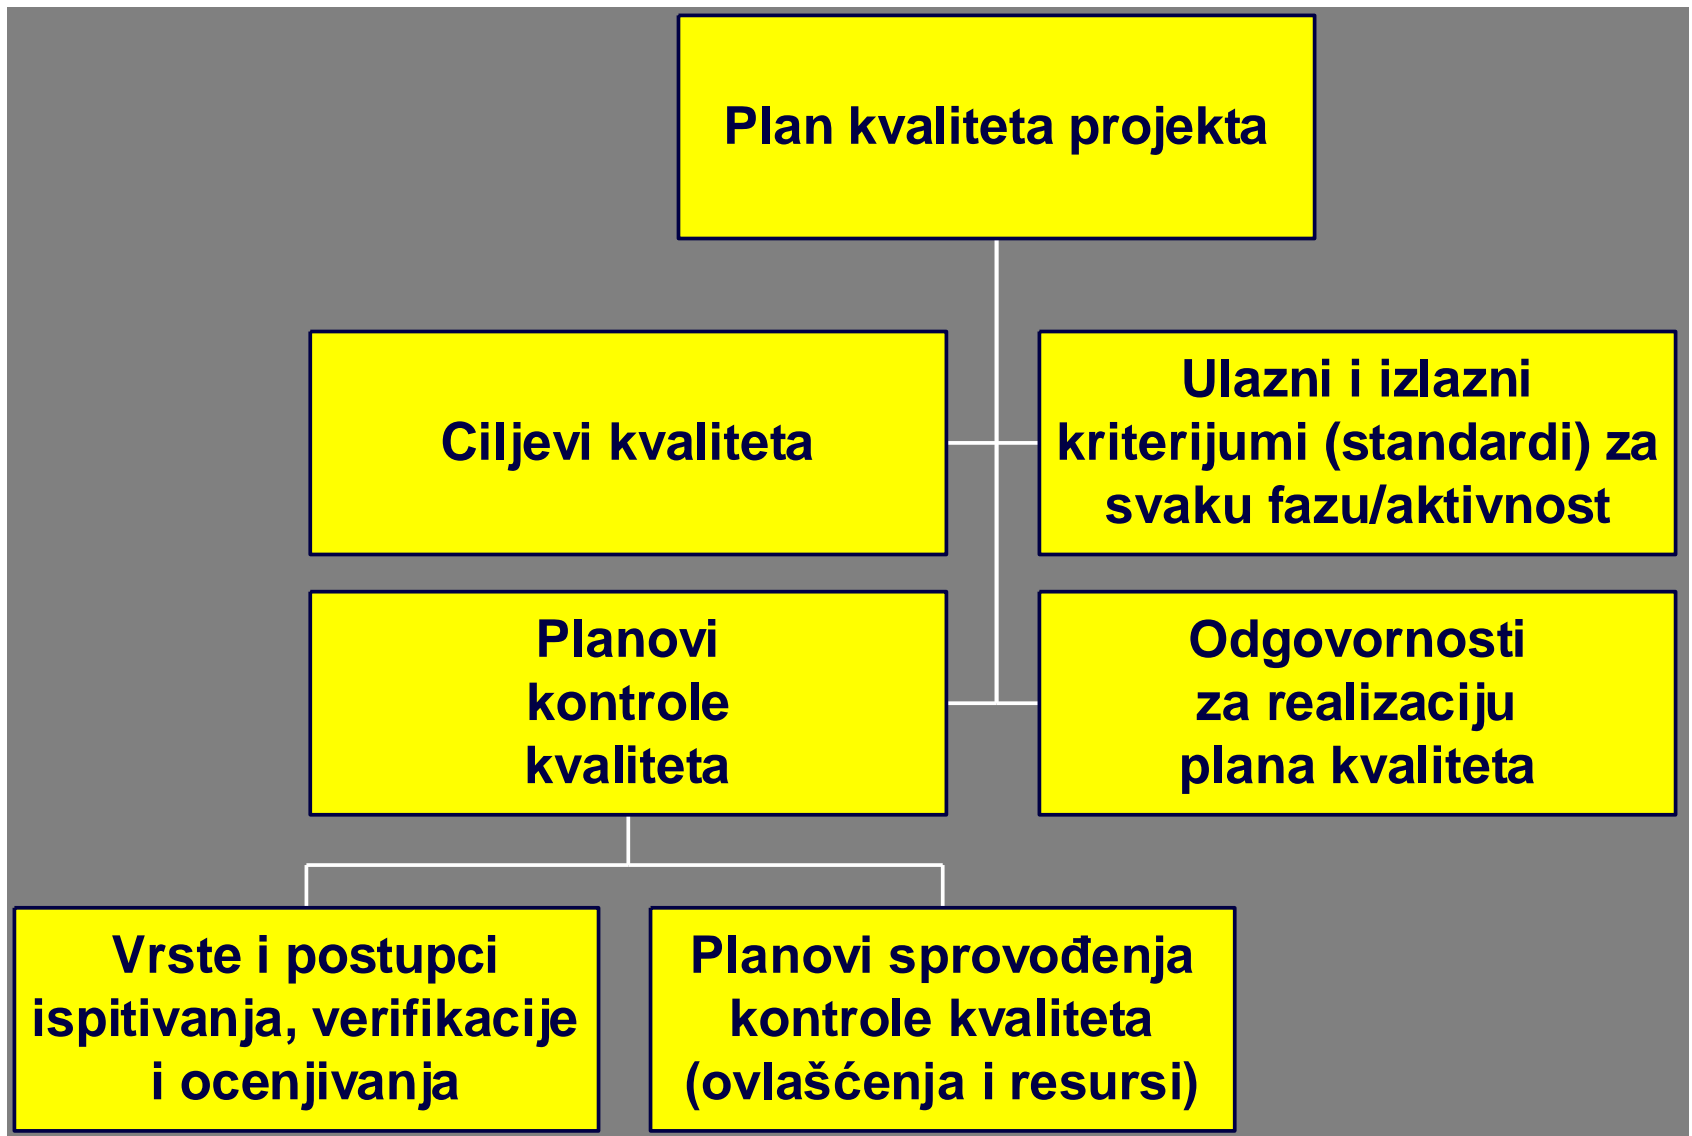 Plan kvaliteta projekta
Ciljevi kvaliteta
Ulazni i izlazni
kriterijumi (standardi) za
svaku fazu/aktivnost
Planovi
kontrole
kvaliteta
Odgovornosti
za realizaciju
plana kvaliteta
Vrste i postupci
ispitivanja, verifikacije
i ocenjivanja
Planovi sprovođenja
kontrole kvaliteta
(ovlašćenja i resursi)